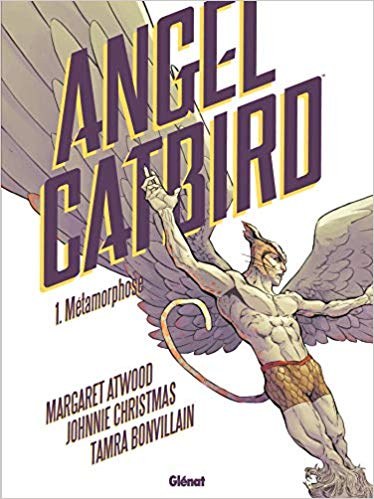 ANGEL
CATBIRD
1. Métamorphose
MARGARET ATWOOD
JOHNNIE CHRISTMAS
TAMRA BONVILLAIN
Glénat